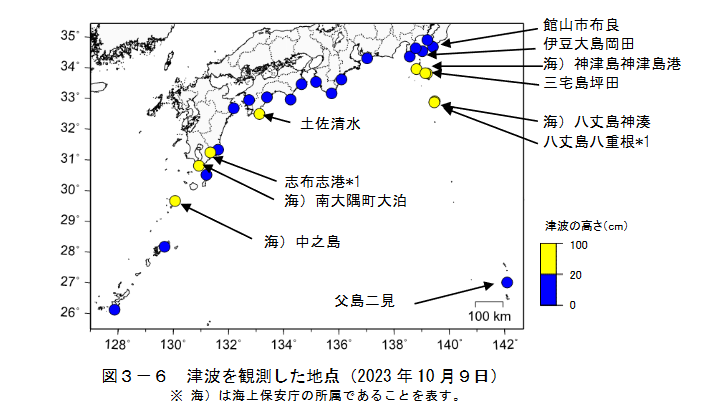 館山市布良
伊豆大島岡田
海）神津島神津島港
三宅島坪田
海）八丈島神湊
八丈島八重根*1
土佐清水
志布志港*1
海）南大隅町大泊
海）中之島
父島二見
35°
34°
33°
32°
31°
30°
29°
28°
27°
26°
128°
130°
132°
134°
136°
138°
140°
142°
100 km
津波の高さ(cm)
100
20
0
図３－６　津波を観測した地点（2023 年 10 月９日）
※ 海）は海上保安庁の所属であることを表す。